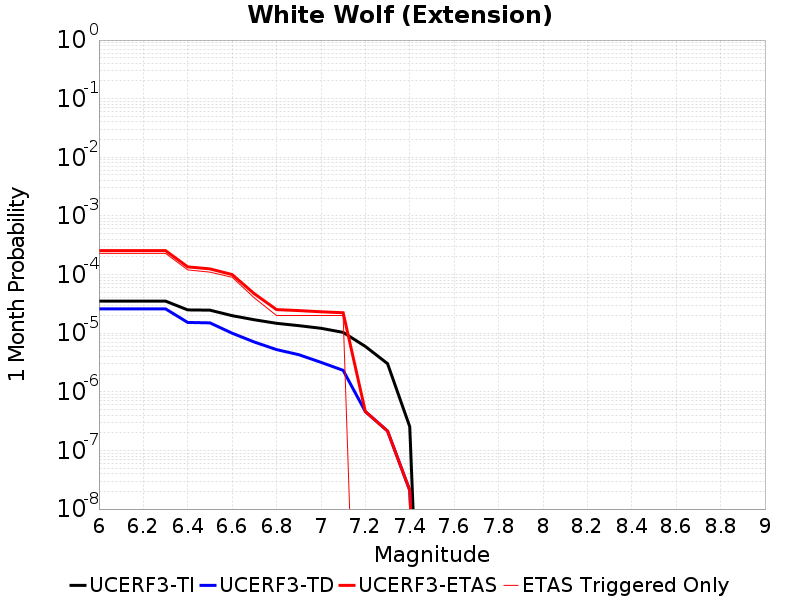 White Wolf (Extension)
10^0
10^-1
10^-2
10^-3
10^-4
10^-5
10^-6
10^-7
10^-8
1 Month Probability
6 6.2 6.4 6.6 6.8 7 7.2 7.4 7.6 7.8 8 8.2 8.4 8.6 8.8 9
Magnitude
UCERF3-TI UCERF3-TD UCERF3-ETAS ETAS Triggered Only